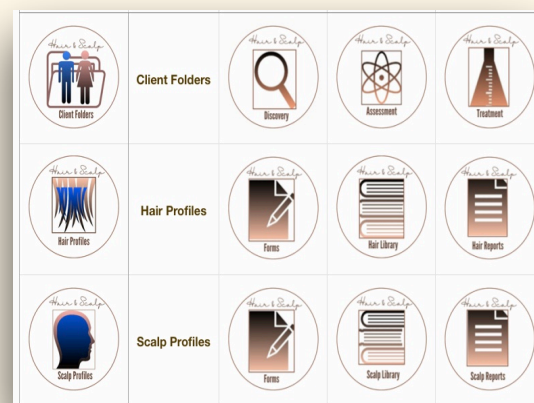 Hair & Scalp
Client Folders
Client Folders
Hair & Scalp
Discovery
Hair & Scalp
Assessment
Hair & Scalp
Treatment
Hair & Scalp
Hair Profiles
Hair Profiles
Hair & Scalp
Forms
Hair & Scalp
Hair Library
Hair & Scalp
Hair Reports
Hair & Scalp
Scalp Profiles
Scalp Profiles
Hair & Scalp
Forms
Hair & Scalp
Scalp Library
Hair & Scalp
Scalp Reports